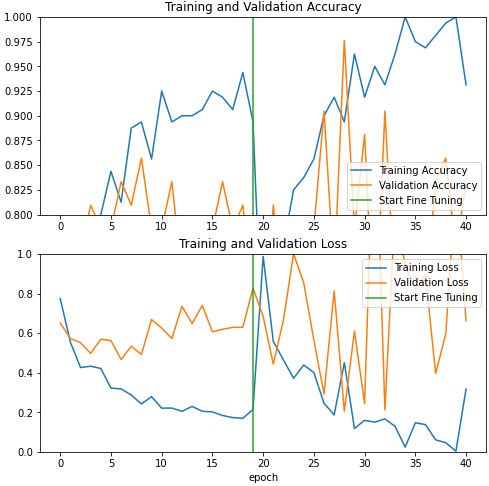 Training and Validation Accuracy
1.000
0.975
0.950
0.925
0.900
0.875
0.850
0.825
0.800
Training Accuracy
Validation Accuracy
Start Fine Tuning
0 5 10 15 20 25 30 35 40
Training and Validation Loss
1.0
0.8
0.6
0.4
0.2
0.0
Training Loss
Validation Loss
Start Fine Tuning
0 5 10 15 20 25 30 35 40
epoch